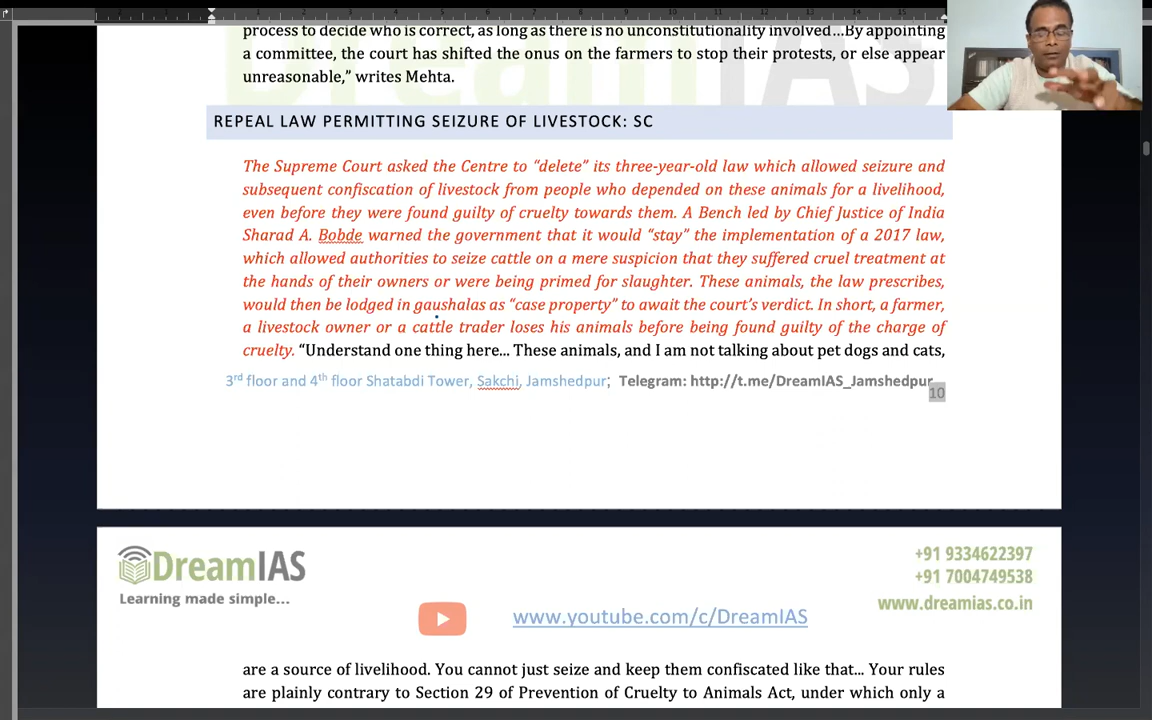 process to decide who is correct, as long as there is no unconstitutionality involved…By appointing
a committee, the court has shifted the onus on the farmers to stop their protests, or else appear
unreasonable,” writes Mehta.
REPEAL LAW PERMITTING SEIZURE OF LIVESTOCK: SC
The Supreme Court asked the Centre to “delete” its three-year-old law which allowed seizure and
subsequent confiscation of livestock from people who depended on these animals for a livelihood,
even before they were found guilty of cruelty towards them. A Bench led by Chief Justice of India
Sharad A. Bobde warned the government that it would “stay” the implementation of a 2017 law,
which allowed authorities to seize cattle on a mere suspicion that they suffered cruel treatment at
the hands of their owners or were being primed for slaughter. These animals, the law prescribes,
would then be lodged in gaushalas as “case property” to await the court’s verdict. In short, a farmer,
a livestock owner or a cattle trader loses his animals before being found guilty of the charge of
cruelty. “Understand one thing here... These animals, and I am not talking about pet dogs and cats,
3rd floor and 4th floor Shatabdi Tower, Sakchi, Jamshedpur; Telegram: http://t.me/DreamIAS_Jamshedpur
10
DreamIAS
Learning made simple...
+91 9334622397
+91 7004749538
www.dreamias.co.in
www.youtube.com/c/DreamIAS
are a source of livelihood. You cannot just seize and keep them confiscated like that... Your rules
are plainly contrary to Section 29 of Prevention of Cruelty to Animals Act, under which only a